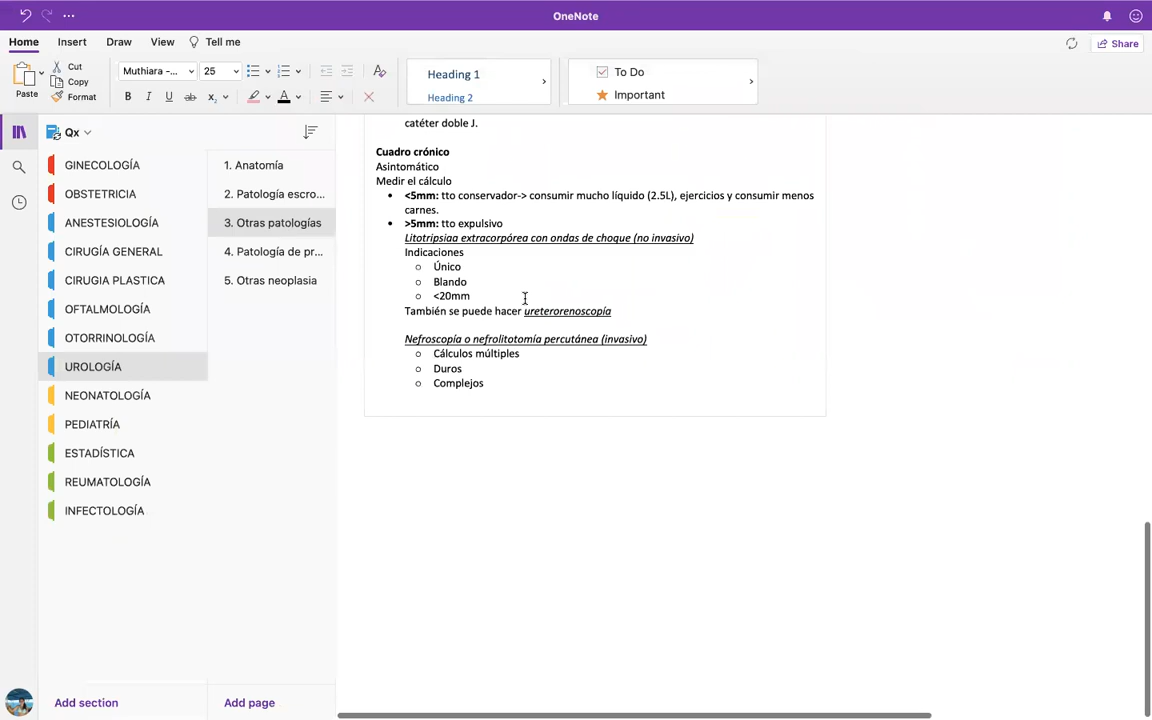 OneNote
Home Insert Draw View Tell me
Share
Paste
Cut
Copy
Format
Muthiara -... 25
B I U ab x₂ A
Heading 1
Heading 2
To Do
Important
Qx
GINECOLOGÍA
OBSTETRICIA
ANESTESIOLOGÍA
CIRUGÍA GENERAL
CIRUGIA PLASTICA
OFTALMOLOGÍA
OTORRINOLOGÍA
UROLOGÍA
NEONATOLOGÍA
PEDIATRÍA
ESTADÍSTICA
REUMATOLOGÍA
INFECTOLOGÍA
Add section
1. Anatomía
2. Patología escro...
3. Otras patologías
4. Patología de pr...
5. Otras neoplasia
Add page
catéter doble J.
Cuadro crónico
Asintomático
Medir el cálculo
• <5mm: tto conservador-> consumir mucho líquido (2.5L), ejercicios y consumir menos
carnes.
• >5mm: tto expulsivo
Litotripsiaa extracorpórea con ondas de choque (no invasivo)
Indicaciones
○ Único
○ Blando
○ <20mm
También se puede hacer ureterorenoscopía
Nefroscopía o nefrolitotomía percutánea (invasivo)
○ Cálculos múltiples
○ Duros
○ Complejos